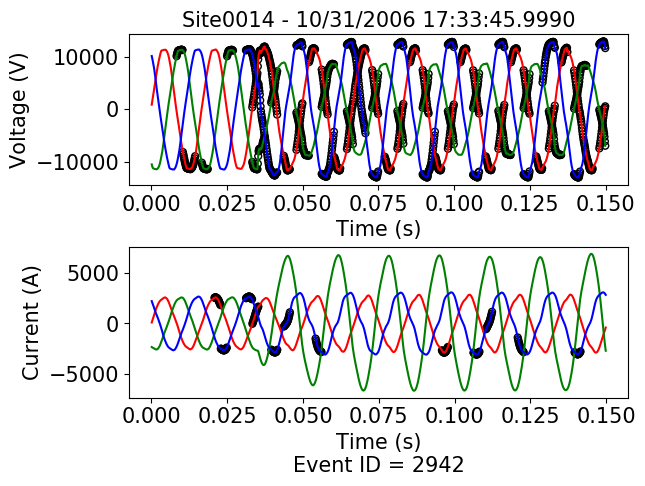 Site0014 - 10/31/2006 17:33:45.9990
Voltage (V)
10000
0
−10000
0.000 0.025 0.050 0.075 0.100 0.125 0.150
Time (s)
Current (A)
5000
0
−5000
0.000 0.025 0.050 0.075 0.100 0.125 0.150
Time (s)
Event ID = 2942